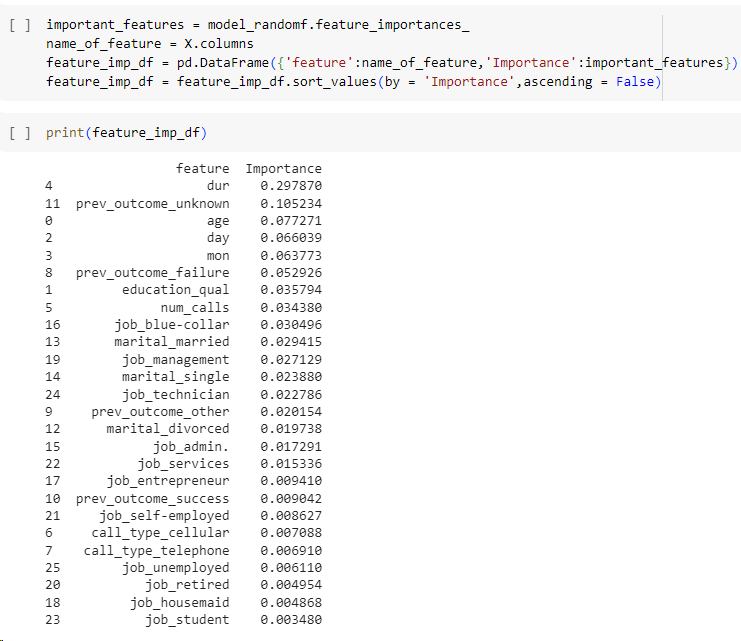 [ ] important_features = model_randomf.feature_importances_
name_of_feature = X.columns
feature_imp_df = pd.DataFrame({'feature':name_of_feature,'Importance':important_features})
feature_imp_df = feature_imp_df.sort_values(by = 'Importance',ascending = False)
[ ] print(feature_imp_df)
feature Importance
4 dur 0.297870
11 prev_outcome_unknown 0.105234
0 age 0.077271
2 day 0.066039
3 mon 0.063773
8 prev_outcome_failure 0.052926
1 education_qual 0.035794
5 num_calls 0.034380
16 job_blue-collar 0.030496
13 marital_married 0.029415
19 job_management 0.027129
14 marital_single 0.023880
24 job_technician 0.022786
9 prev_outcome_other 0.020154
12 marital_divorced 0.019738
15 job_admin. 0.017291
22 job_services 0.015336
17 job_entrepreneur 0.009410
10 prev_outcome_success 0.009042
21 job_self-employed 0.008627
6 call_type_cellular 0.007088
7 call_type_telephone 0.006910
25 job_unemployed 0.006110
20 job_retired 0.004954
18 job_housemaid 0.004868
23 job_student 0.003480